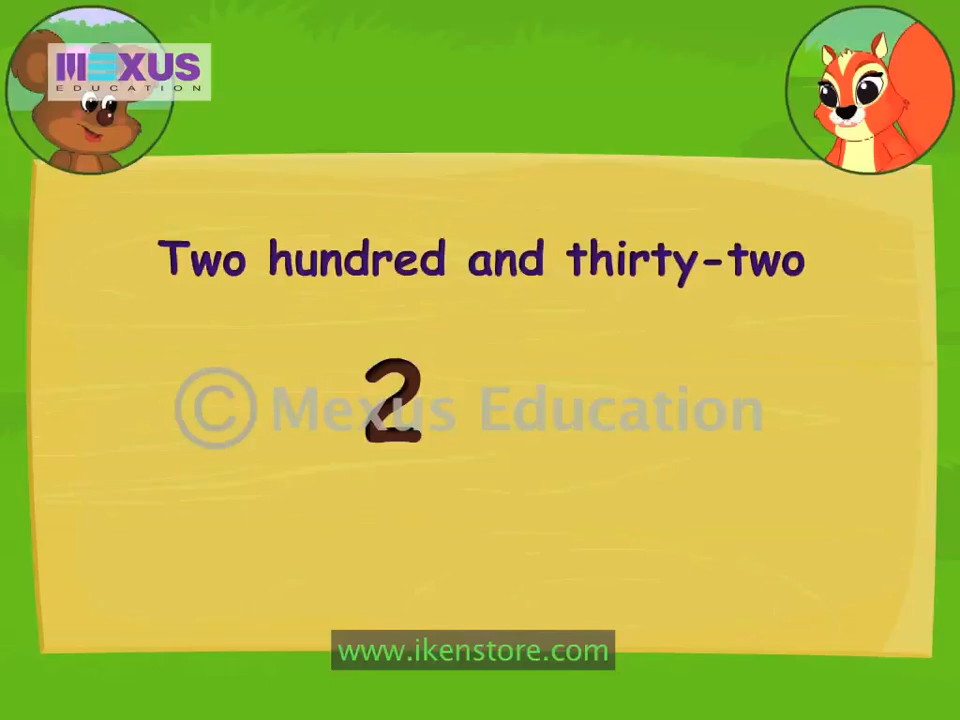 MEXUS
EDUCATION
Two hundred and thirty-two
2
© Mexus Education
www.ikenstore.com